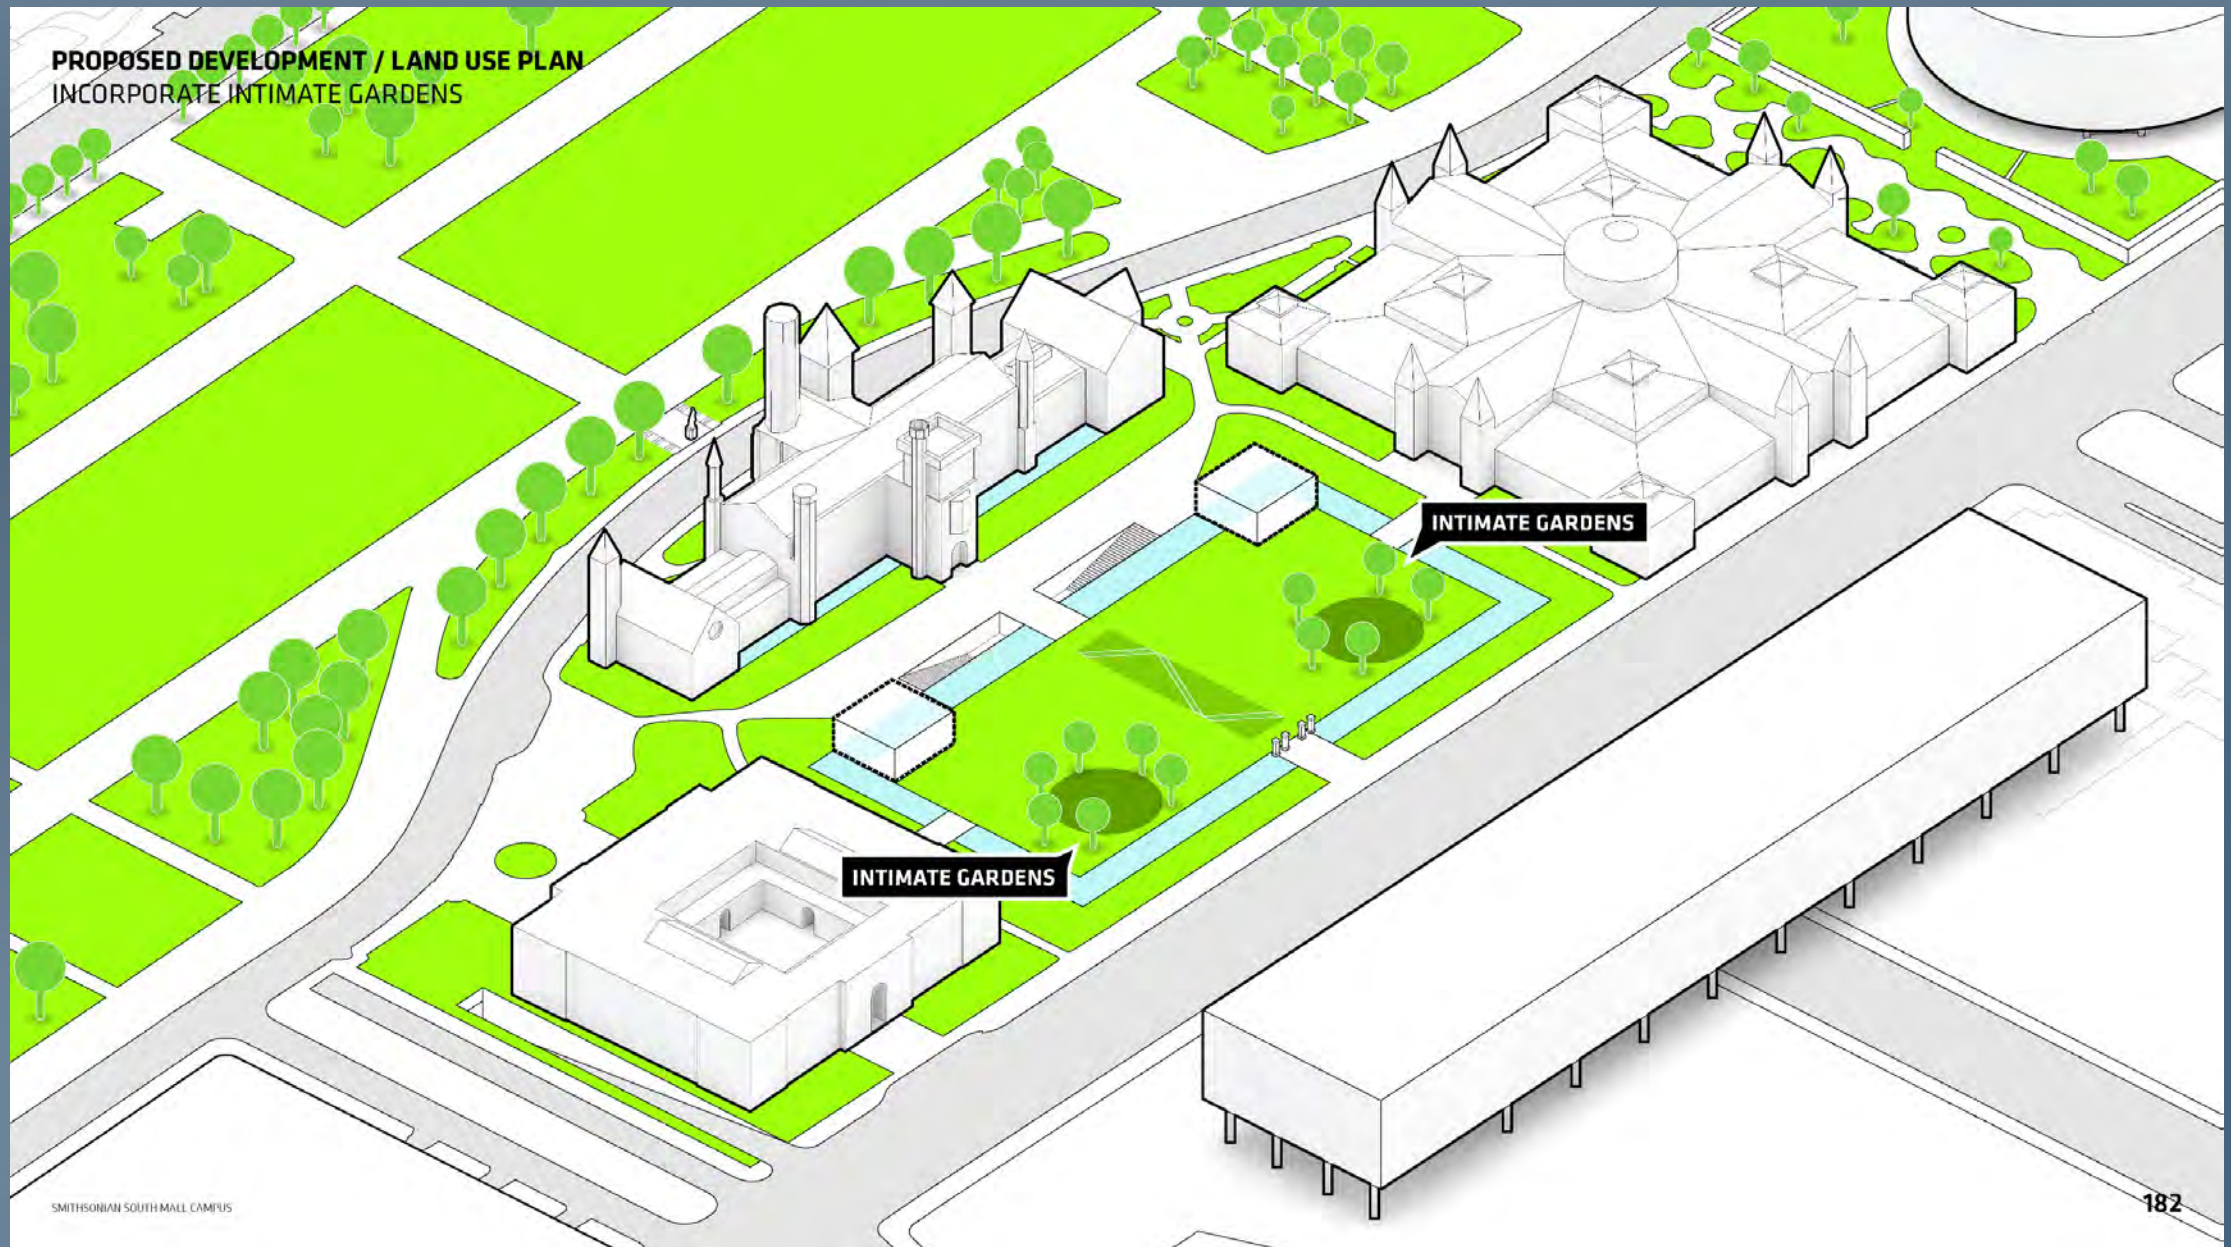 PROPOSED DEVELOPMENT / LAND USE PLAN
INCORPORATE INTIMATE GARDENS
INTIMATE GARDENS
INTIMATE GARDENS
SMITHSONIAN SOUTH MALL CAMPUS
182